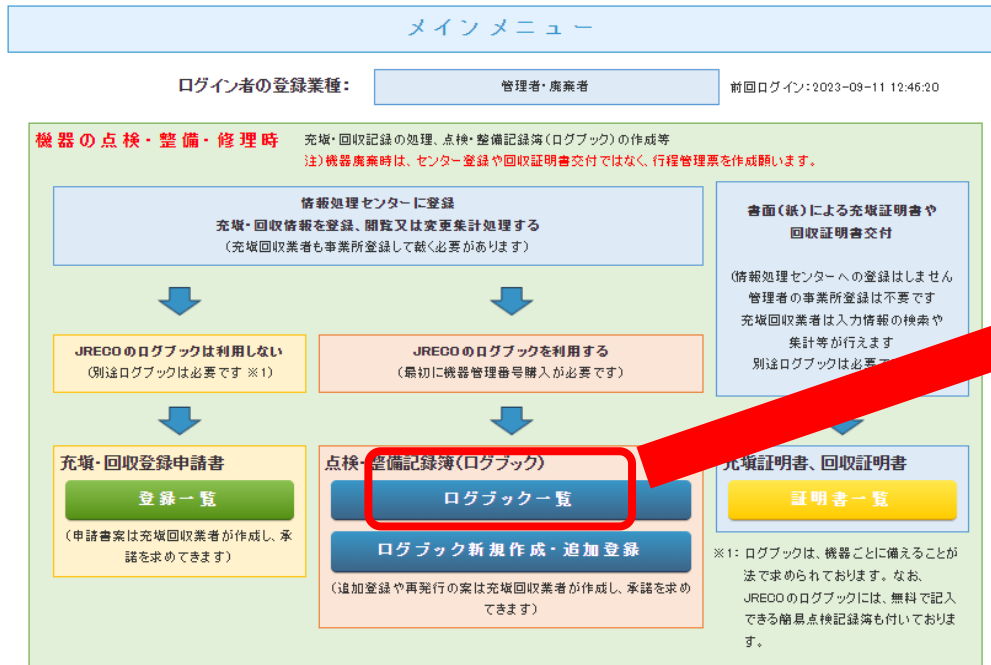 メインメニュー
ログイン者の登録業種:
管理者・廃棄者
前回ログイン:2023-09-11 12:46:20
機器の点検・整備・修理時
充塡・回収記録の処理、点検・整備記録簿(ログブック)の作成等
注)機器廃棄時は、センター登録や回収証明書交付ではなく、行程管理票を作成願います。
情報処理センターに登録
充塡・回収情報を登録、閲覧又は変更集計処理する
(充塡回収業者も事業所登録して戴く必要があります)
書面(紙)による充塡証明書や
回収証明書交付
(情報処理センターへの登録はしません
管理者の事業所登録は不要です
充塡回収業者は入力情報の検索や
集計等が行えます
別途ログブックは必要で
JRECOのログブックは利用しない
(別途ログブックは必要です ※1)
JRECOのログブックを利用する
(最初に機器管理番号購入が必要です)
充塡・回収登録申請書
登録一覧
(申請書案は充塡回収業者が作成し、承
諾を求めてきます)
点検・整備記録簿(ログブック)
ログブック一覧
ログブック新規作成・追加登録
(追加登録や再発行の案は充塡回収業者が作成し、承諾を求め
てきます)
充塡証明書、回収証明書
証明書一覧
※1: ログブックは、機器ごとに備えることが
法で求められております。なお、
JRECOのログブックには、無料で記入
できる簡易点検記録簿も付いておりま
す。